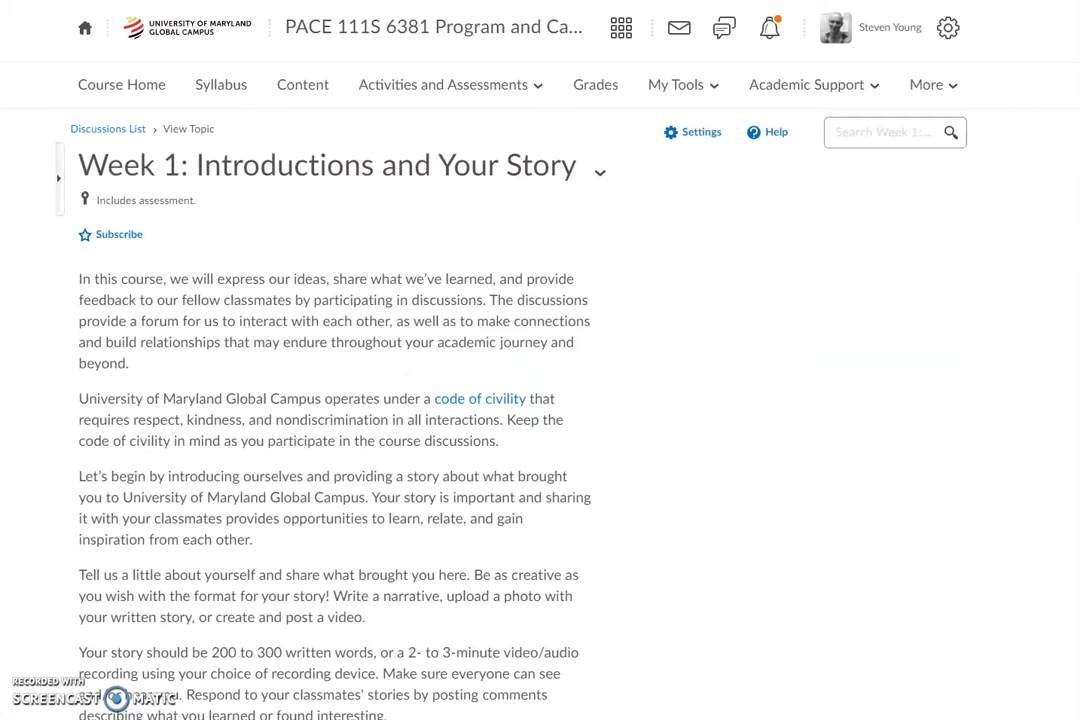 UNIVERSITY OF MARYLAND
GLOBAL CAMPUS
PACE 111S 6381 Program and Ca...
Steven Young
Course Home Syllabus Content Activities and Assessments Grades My Tools Academic Support More
Discussions List › View Topic
Settings Help Search Week 1:...
Week 1: Introductions and Your Story
Includes assessment.
Subscribe
In this course, we will express our ideas, share what we've learned, and provide
feedback to our fellow classmates by participating in discussions. The discussions
provide a forum for us to interact with each other, as well as to make connections
and build relationships that may endure throughout your academic journey and
beyond.
University of Maryland Global Campus operates under a code of civility that
requires respect, kindness, and nondiscrimination in all interactions. Keep the
code of civility in mind as you participate in the course discussions.
Let's begin by introducing ourselves and providing a story about what brought
you to University of Maryland Global Campus. Your story is important and sharing
it with your classmates provides opportunities to learn, relate, and gain
inspiration from each other.
Tell us a little about yourself and share what brought you here. Be as creative as
you wish with the format for your story! Write a narrative, upload a photo with
your written story, or create and post a video.
Your story should be 200 to 300 written words, or a 2- to 3-minute video/audio
recording using your choice of recording device. Make sure everyone can see
Respond to your classmates' stories by posting comments
describing what you learned or found interesting.
RECORDED WITH
SCREENCAST MATIC